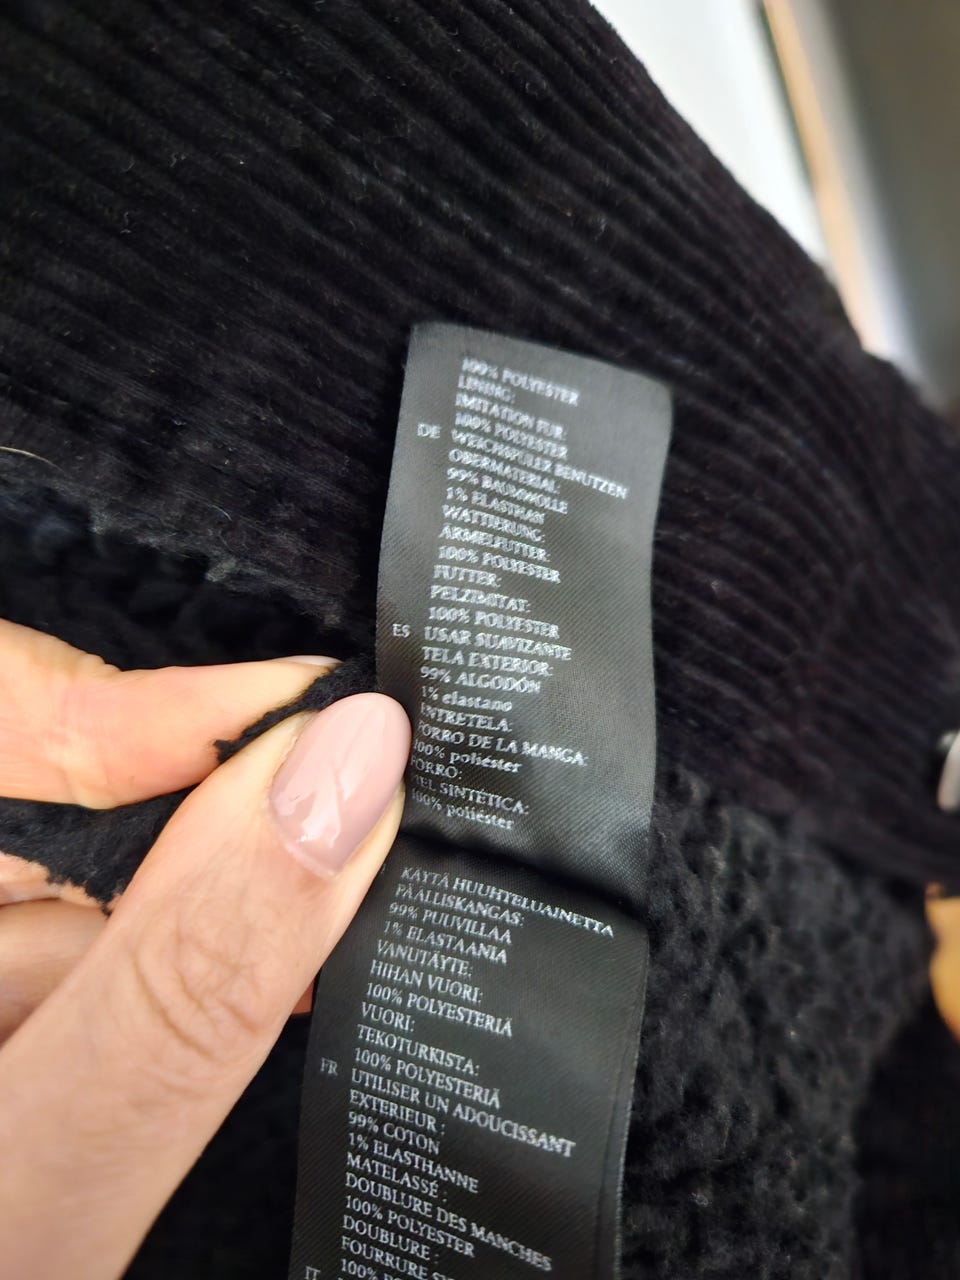 100% POLYESTER
LINING:
IMITATION FUR
100% POLYESTER
DE WEICHSPÜLER BENUTZEN
OBERMATERIAL:
99% BAUMWOLLE
1% ELASTHAN
WATTIERUNG:
ÄRMELFUTTER:
100% POLYESTER
FUTTER:
PELZIMITAT:
100% POLYESTER
ES USAR SUAVIZANTE
TELA EXTERIOR:
99% ALGODÓN
1% elastano
ENTRETELA:
FORRO DE LA MANGA:
100% poliéster
FORRO:
PIEL SINTÉTICA:
100% poliéster
KÄYTÄ HUUHTELUAINETTA
PÄÄLLISKANGAS:
99% PUUVILLAA
1% ELASTAANIA
VANUTÄYTE:
HIHAN VUORI:
100% POLYESTERIÄ
VUORI:
TEKOTURKISTA:
100% POLYESTERIÄ
FR UTILISER UN ADOUCISSANT
EXTERIEUR :
99% COTON
1% ELASTHANNE
MATELASSÉ :
DOUBLURE DES MANCHES
100% POLYESTER
DOUBLURE :
FOURRURE
IT 100%